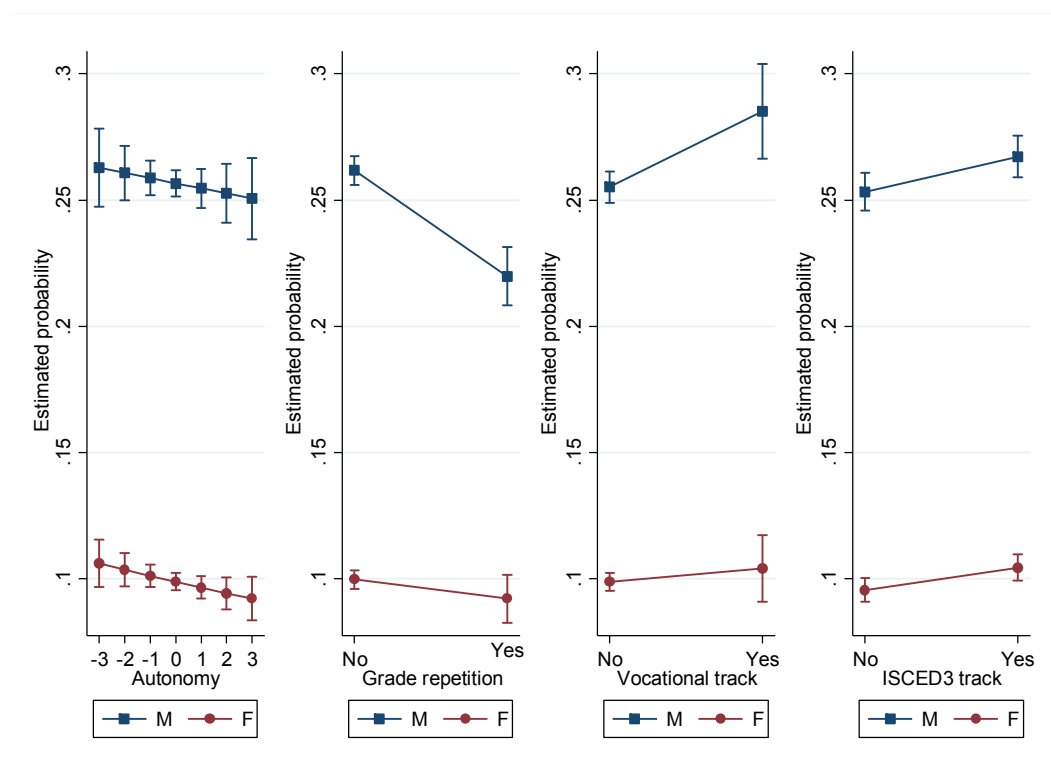 Estimated probability
.1 .15 .2 .25 .3
-3 -2 -1 0 1 2 3
Autonomy
M F
Estimated probability
.1 .15 .2 .25 .3
No Yes
Grade repetition
M F
Estimated probability
.1 .15 .2 .25 .3
No Yes
Vocational track
M F
Estimated probability
.1 .15 .2 .25 .3
No Yes
ISCED3 track
M F